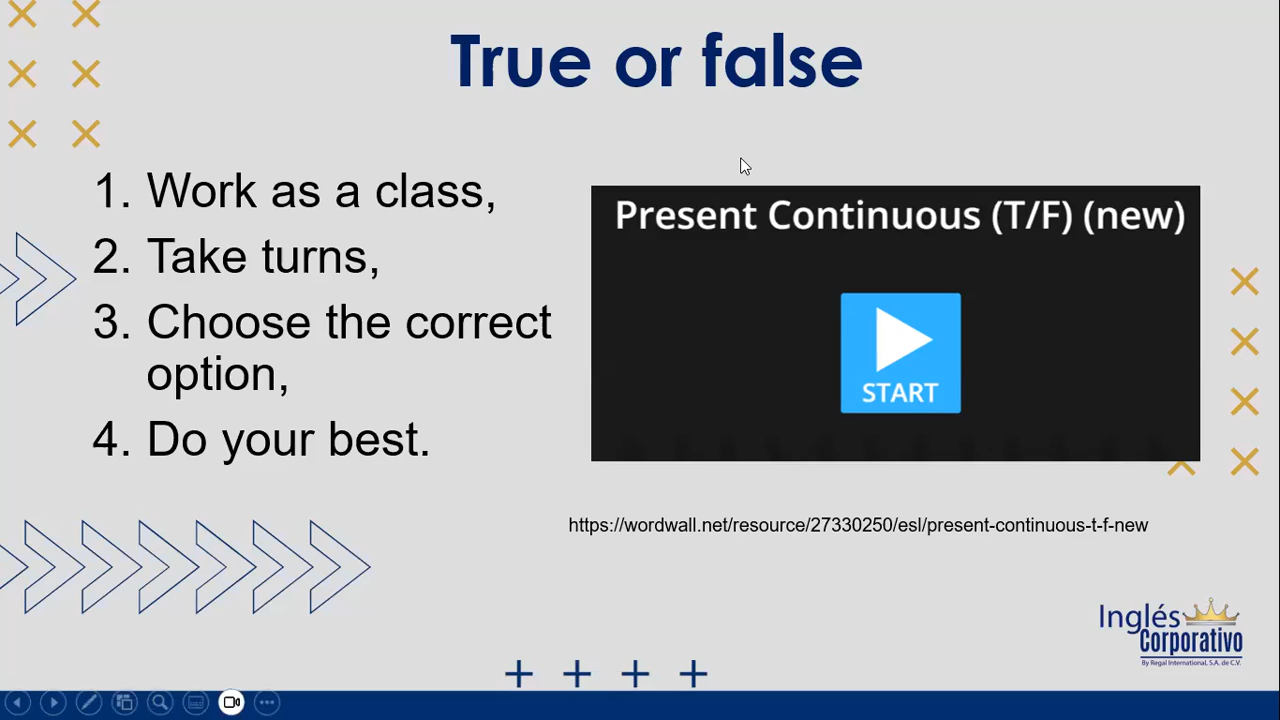 True or false
1. Work as a class,
2. Take turns,
3. Choose the correct
option,
4. Do your best.
Present Continuous (T/F) (new)
START
https://wordwall.net/resource/27330250/esl/present-continuous-t-f-new
Inglés
Corporativo
By Regal International, S.A. de C.V.